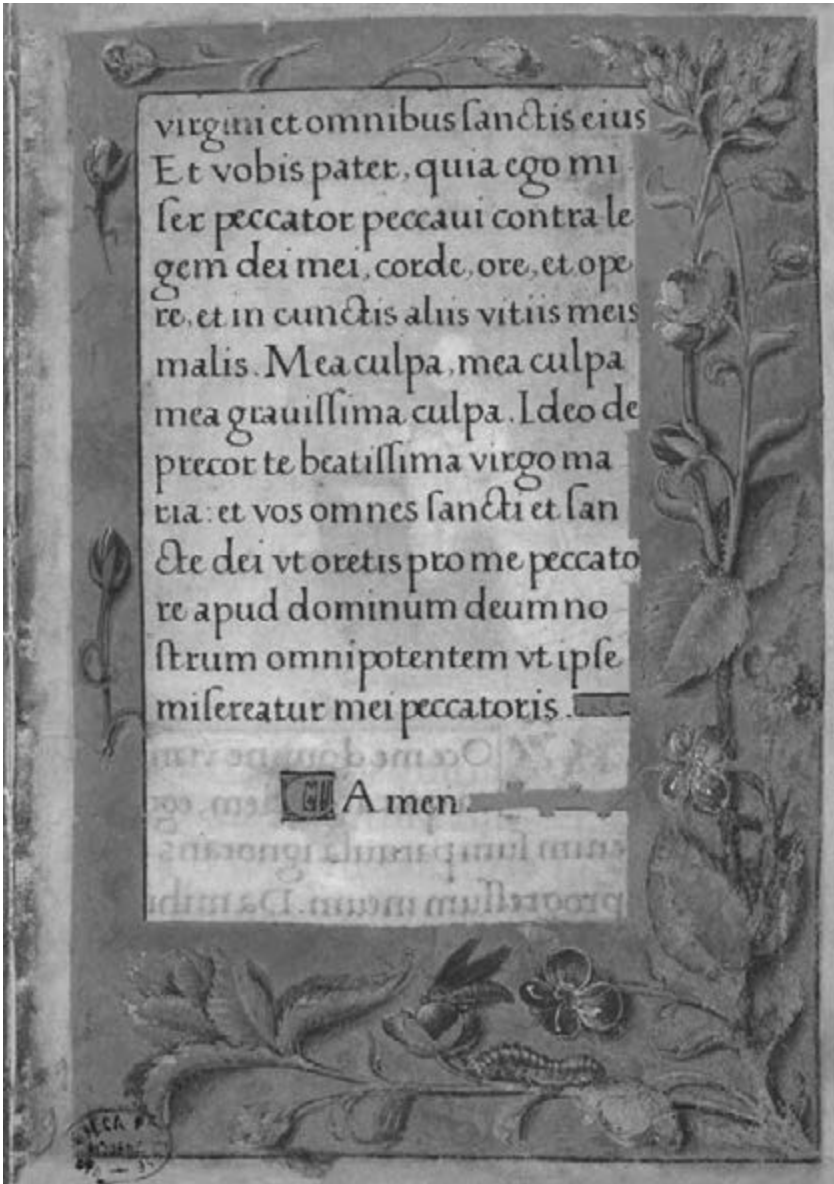 virgini et omnibus ſanctis eius
Et vobis pater, quia ego mi
ſer peccator peccaui contra le
gem dei mei, corde, ore, et ope
re, et in cunctis aliis vitiis meis
malis. Mea culpa, mea culpa
mea grauiſſima culpa. Ideo de
precor te beatiſſima virgo ma
ria: et vos omnes ſancti et ſan
cte dei vt oretis pro me peccato
re apud dominum deum no
ſtrum omnipotentem vt ipſe
miſereatur mei peccatoris.
Amen